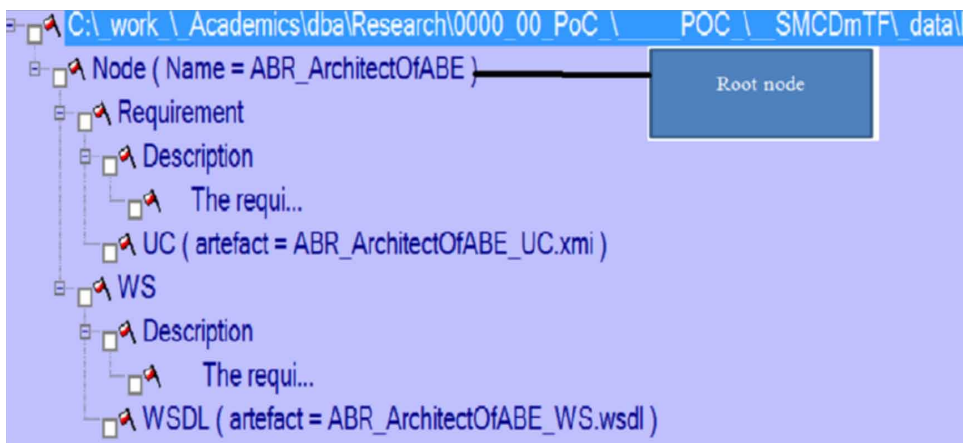 C:\_work_\_Academics\dba\Research\0000_00_PoC_\_____POC_\__SMCDmTF\_data\
Node ( Name = ABR_ArchitectOfABE )
Root node
Requirement
Description
The requi...
UC ( artefact = ABR_ArchitectOfABE_UC.xmi )
WS
Description
The requi...
WSDL ( artefact = ABR_ArchitectOfABE_WS.wsdl )